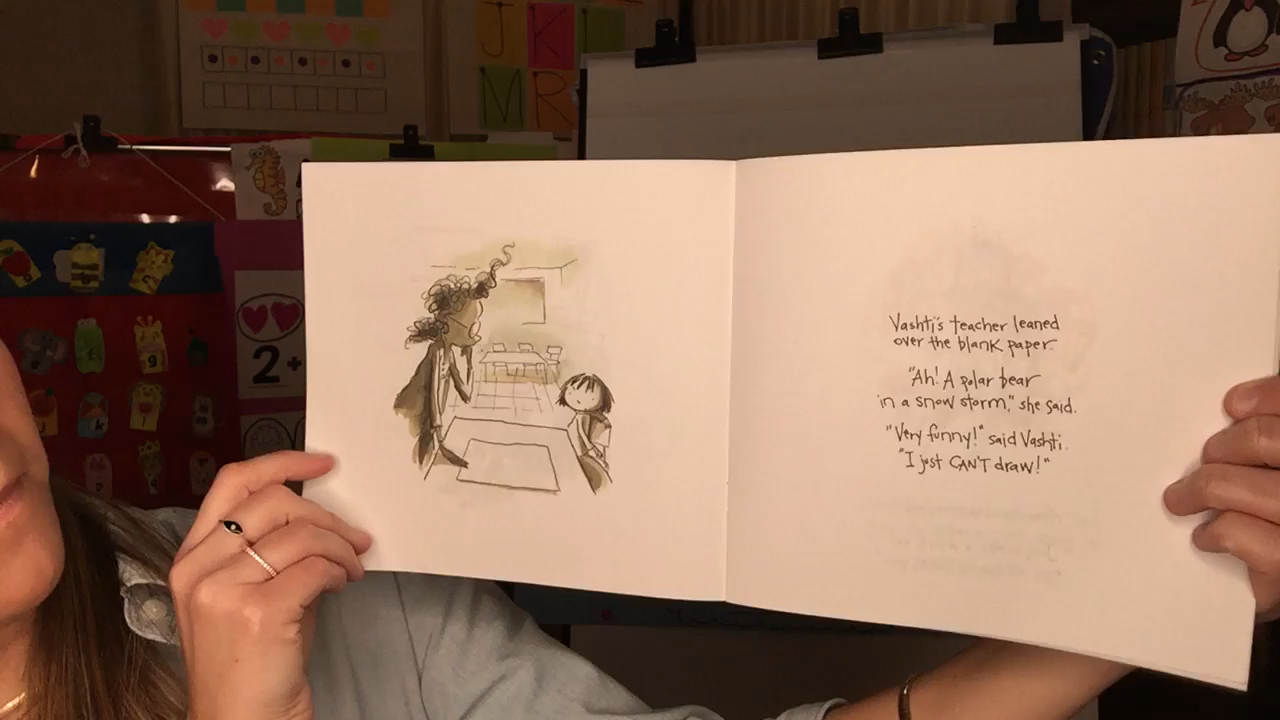 J K
M R
2+
Vashti's teacher leaned
over the blank paper.
"Ah! A polar bear
in a snow storm," she said.
"Very funny!" said Vashti.
"I just CAN'T draw!"